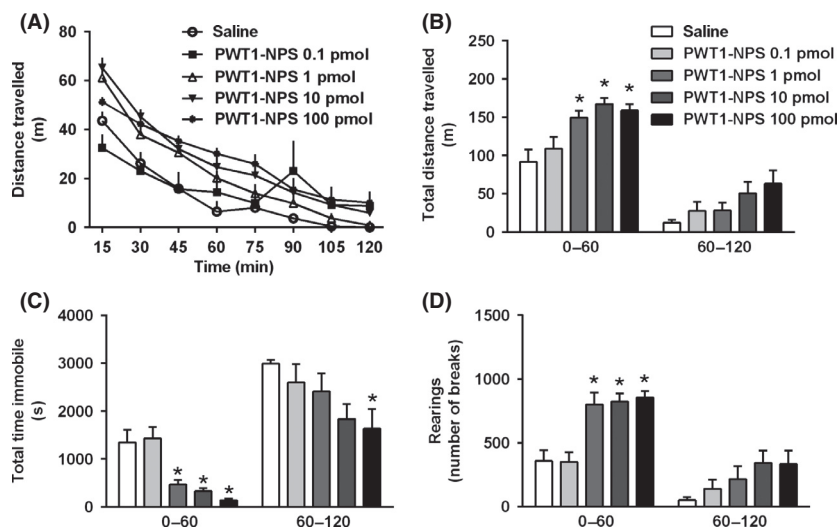 (A)
80
60
40
20
0
Distance travelled
(m)
Saline
PWT1-NPS 0.1 pmol
PWT1-NPS 1 pmol
PWT1-NPS 10 pmol
PWT1-NPS 100 pmol
15 30 45 60 75 90 105 120
Time (min)
(B)
250
200
150
100
50
0
Total distance travelled
(m)
Saline
PWT1-NPS 0.1 pmol
PWT1-NPS 1 pmol
PWT1-NPS 10 pmol
PWT1-NPS 100 pmol
* * *
0–60 60–120
(C)
4000
3000
2000
1000
0
Total time immobile
(s)
* * * *
0–60 60–120
(D)
1500
1000
500
0
Rearings
(number of breaks)
* * *
0–60 60–120